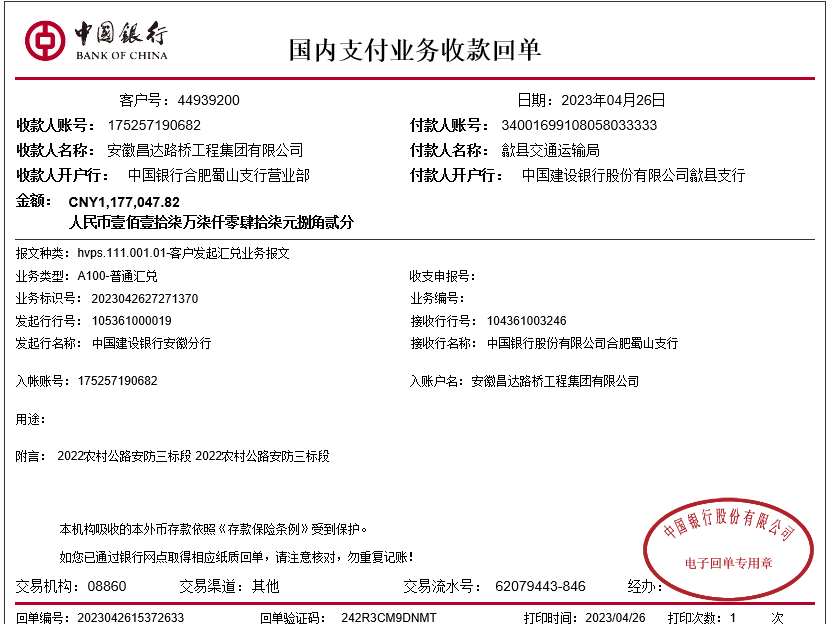 中国银行
BANK OF CHINA
国内支付业务收款回单
客户号：44939200 日期：2023年04月26日
收款人账号：175257190682 付款人账号：34001699108058033333
收款人名称：安徽昌达路桥工程集团有限公司 付款人名称：歙县交通运输局
收款人开户行：中国银行合肥蜀山支行营业部 付款人开户行：中国建设银行股份有限公司歙县支行
金额：CNY1,177,047.82
人民币壹佰壹拾柒万柒仟零肆拾柒元捌角贰分
报文种类：hvps.111.001.01-客户发起汇兑业务报文
业务类型：A100-普通汇兑 收支申报号：
业务标识号：2023042627271370 业务编号：
发起行行号：105361000019 接收行行号：104361003246
发起行名称：中国建设银行安徽分行 接收行名称：中国银行股份有限公司合肥蜀山支行
入帐账号：175257190682 入账户名：安徽昌达路桥工程集团有限公司
用途：
附言：2022农村公路安防三标段 2022农村公路安防三标段
本机构吸收的本外币存款依照《存款保险条例》受到保护。
如您已通过银行网点取得相应纸质回单，请注意核对，勿重复记账！
中国银行股份有限公司
电子回单专用章
交易机构：08860 交易渠道：其他 交易流水号：62079443-846 经办：
回单编号：2023042615372633 回单验证码：242R3CM9DNMT 打印时间：2023/04/26 打印次数：1 次